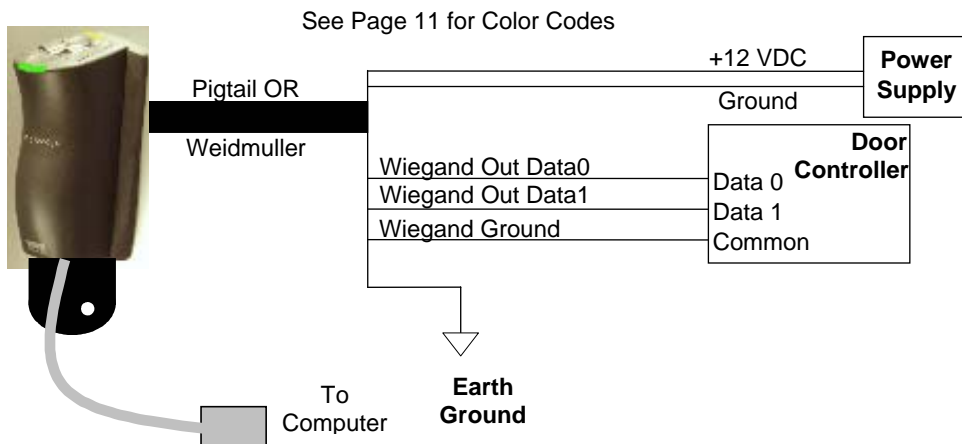 See Page 11 for Color Codes
+12 VDC
Power
Supply
Pigtail OR
Ground
Weidmuller
Door
Controller
Wiegand Out Data0
Data 0
Wiegand Out Data1
Data 1
Wiegand Ground
Common
To
Computer
Earth
Ground